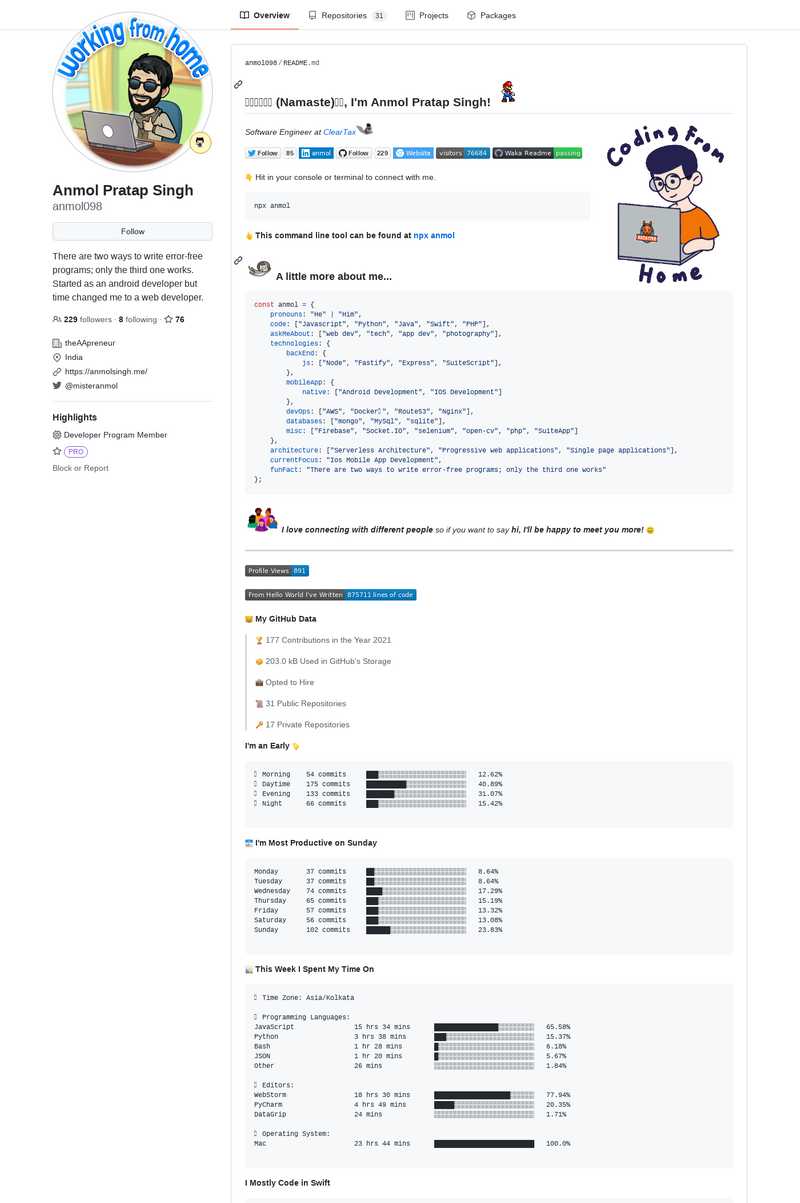 Overview
Repositories 31
Projects
Packages
working from home
Anmol Pratap Singh
anmol098
Follow
There are two ways to write error-free
programs; only the third one works.
Started as an android developer but
time changed me to a web developer.
229 followers · 8 following · 76
theAApreneur
India
https://anmolsingh.me/
@misteranmol
Highlights
Developer Program Member
PRO
Block or Report
anmol098/README.md
(Namaste), I'm Anmol Pratap Singh!
Software Engineer at ClearTax
Follow 85 anmol Follow 229 Website visitors 76684 Waka Readme passing
👇 Hit in your console or terminal to connect with me.
npx anmol
👆 This command line tool can be found at npx anmol
Coding From
Home
A little more about me...
const anmol = {
pronouns: "He" | "Him",
code: ["Javascript", "Python", "Java", "Swift", "PHP"],
askMeAbout: ["web dev", "tech", "app dev", "photography"],
technologies: {
backEnd: {
js: ["Node", "Fastify", "Express", "SuiteScript"],
},
mobileApp: {
native: ["Android Development", "IOS Development"]
},
devOps: ["AWS", "Docker", "Route53", "Nginx"],
databases: ["mongo", "MySql", "sqlite"],
misc: ["Firebase", "Socket.IO", "selenium", "open-cv", "php", "SuiteApp"]
},
architecture: ["Serverless Architecture", "Progressive web applications", "Single page applications"],
currentFocus: "Ios Mobile App Development",
funFact: "There are two ways to write error-free programs; only the third one works"
};
I love connecting with different people so if you want to say hi, I'll be happy to meet you more! 😊
Profile Views 891
From Hello World I've Written 875711 lines of code
🐱 My GitHub Data
🏆 177 Contributions in the Year 2021
📦 203.0 kB Used in GitHub's Storage
💼 Opted to Hire
📜 31 Public Repositories
🔑 17 Private Repositories
I'm an Early 🐤
Morning 54 commits 12.62%
Daytime 175 commits 40.89%
Evening 133 commits 31.07%
Night 66 commits 15.42%
📅 I'm Most Productive on Sunday
Monday 37 commits 8.64%
Tuesday 37 commits 8.64%
Wednesday 74 commits 17.29%
Thursday 65 commits 15.19%
Friday 57 commits 13.32%
Saturday 56 commits 13.08%
Sunday 102 commits 23.83%
📊 This Week I Spent My Time On
Time Zone: Asia/Kolkata
Programming Languages:
JavaScript 15 hrs 34 mins 65.58%
Python 3 hrs 38 mins 15.37%
Bash 1 hr 28 mins 6.18%
JSON 1 hr 20 mins 5.67%
Other 26 mins 1.84%
Editors:
WebStorm 18 hrs 30 mins 77.94%
PyCharm 4 hrs 49 mins 20.35%
DataGrip 24 mins 1.71%
Operating System:
Mac 23 hrs 44 mins 100.0%
I Mostly Code in Swift